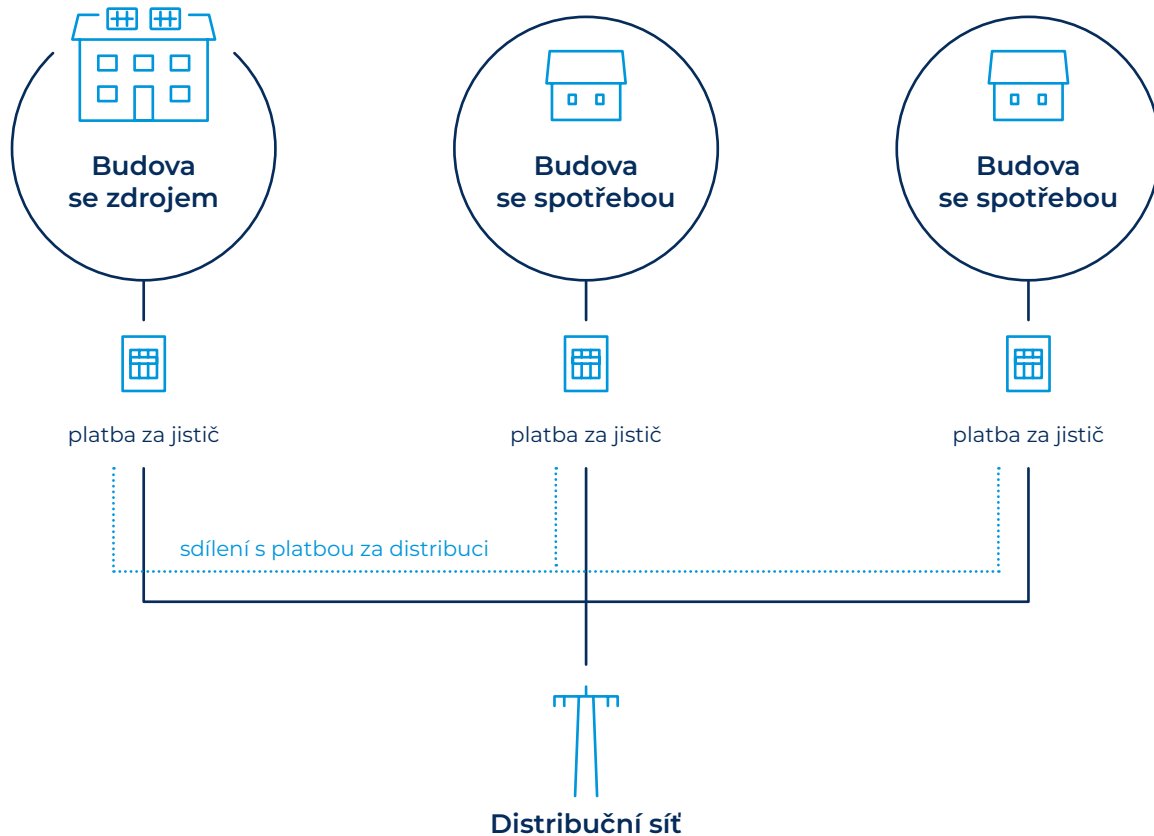 Budova
se zdrojem
Budova
se spotřebou
Budova
se spotřebou
platba za jistič
platba za jistič
platba za jistič
sdílení s platbou za distribuci
Distribuční síť